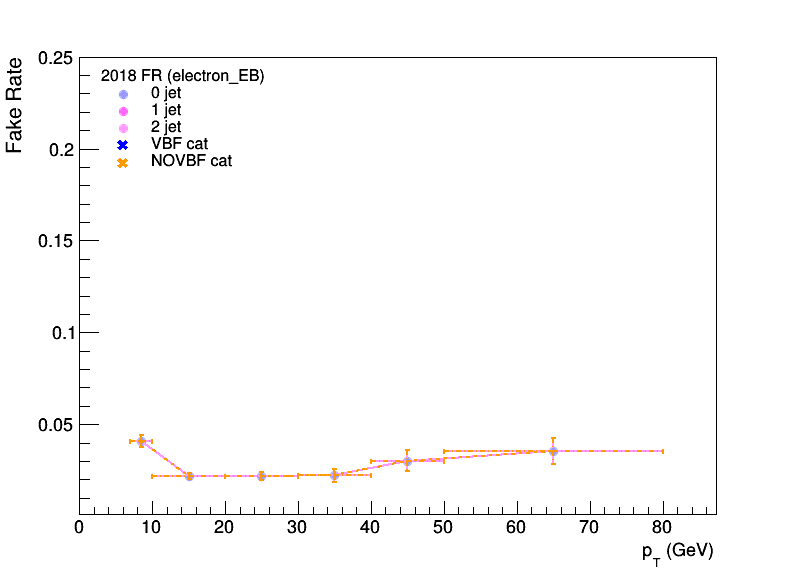 0.25
Fake Rate
2018 FR (electron_EB)
0 jet
1 jet
2 jet
VBF cat
NOVBF cat
0.2
0.15
0.1
0.05
0 10 20 30 40 50 60 70 80
p_T (GeV)